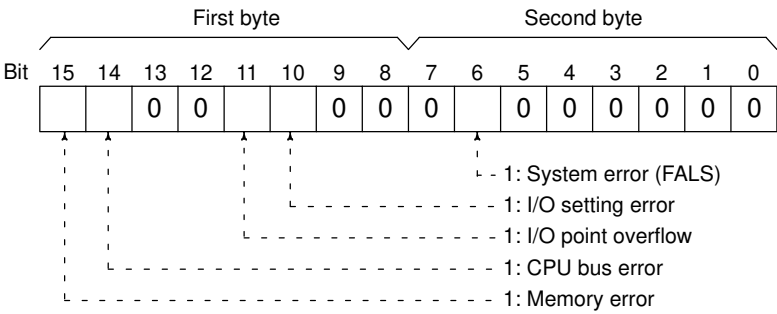 First byte Second byte
Bit 15 14 13 12 11 10 9 8 7 6 5 4 3 2 1 0
0 0 0 0 0 0 0 0 0 0 0
1: System error (FALS)
1: I/O setting error
1: I/O point overflow
1: CPU bus error
1: Memory error